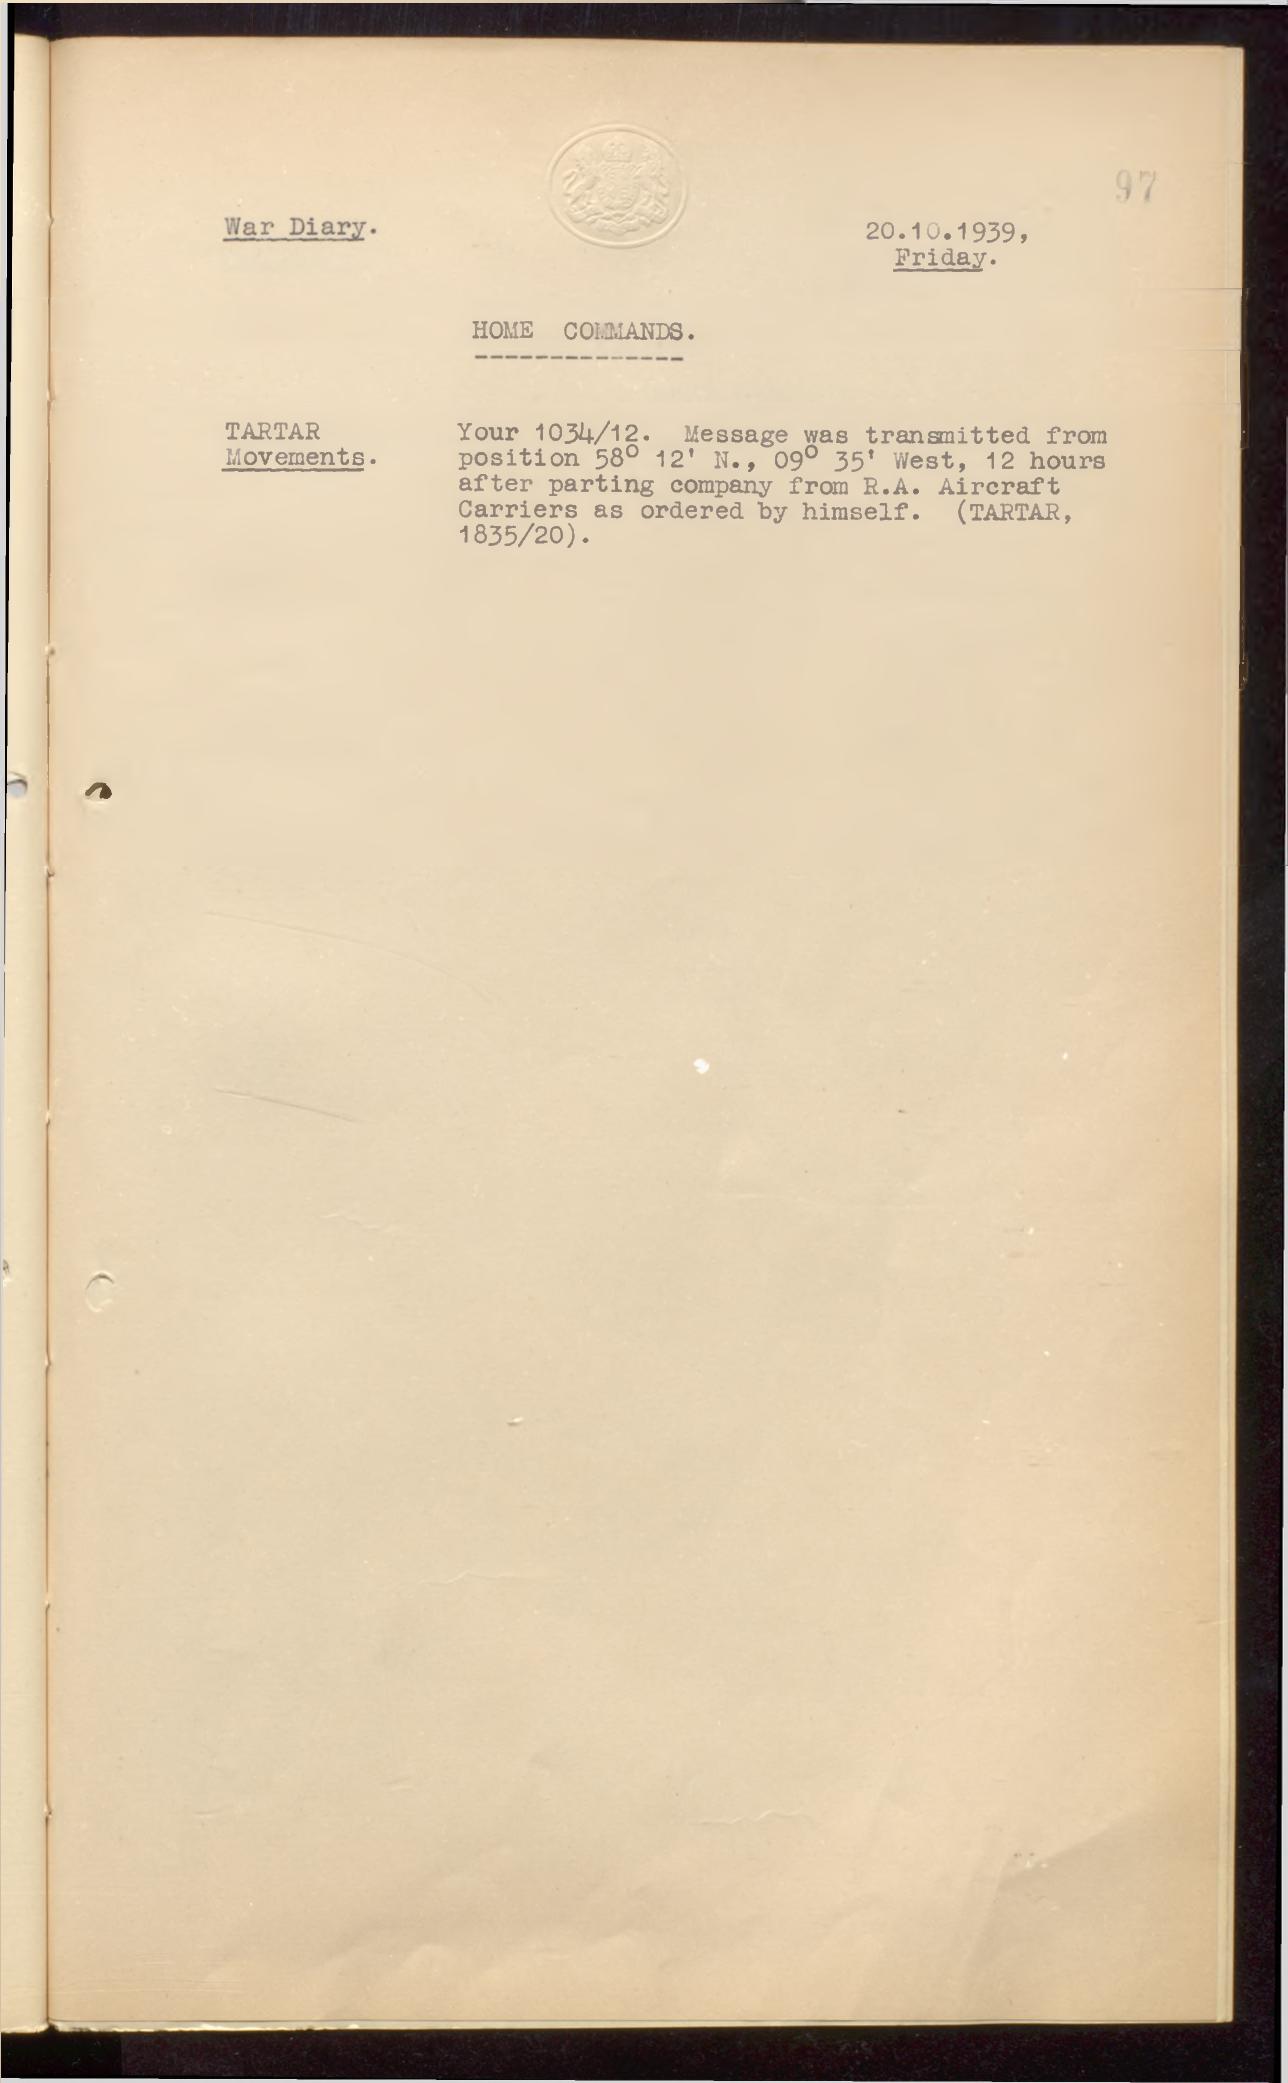 97
War Diary.
20.10.1939,
Friday.
HOME COMMANDS.
--------------
TARTAR
Movements.
Your 1034/12. Message was transmitted from
position 58° 12' N., 09° 35' West, 12 hours
after parting company from R.A. Aircraft
Carriers as ordered by himself. (TARTAR,
1835/20).